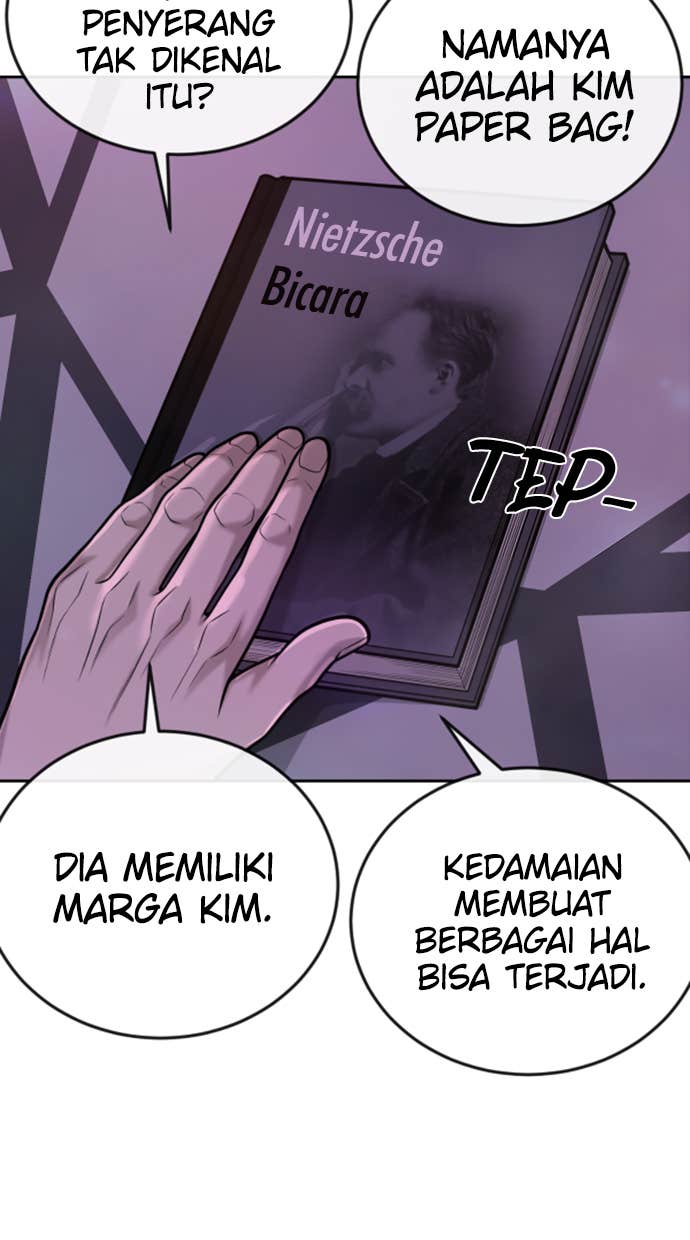 PENYERANG
TAK DIKENAL
ITU?
NAMANYA
ADALAH KIM
PAPER BAG!
Nietzsche
Bicara
TEP_
DIA MEMILIKI
MARGA KIM.
KEDAMAIAN
MEMBUAT
BERBAGAI HAL
BISA TERJADI.